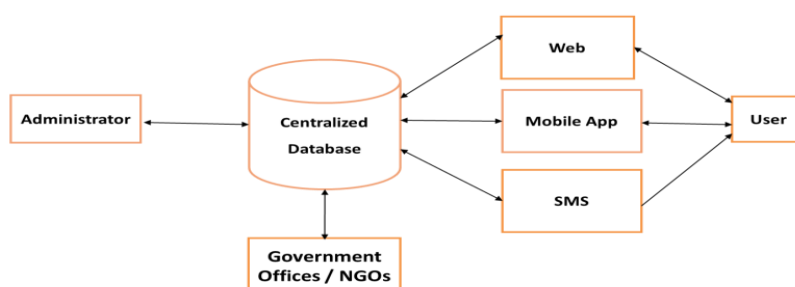 Administrator
Centralized
Database
Web
Mobile App
SMS
User
Government
Offices / NGOs